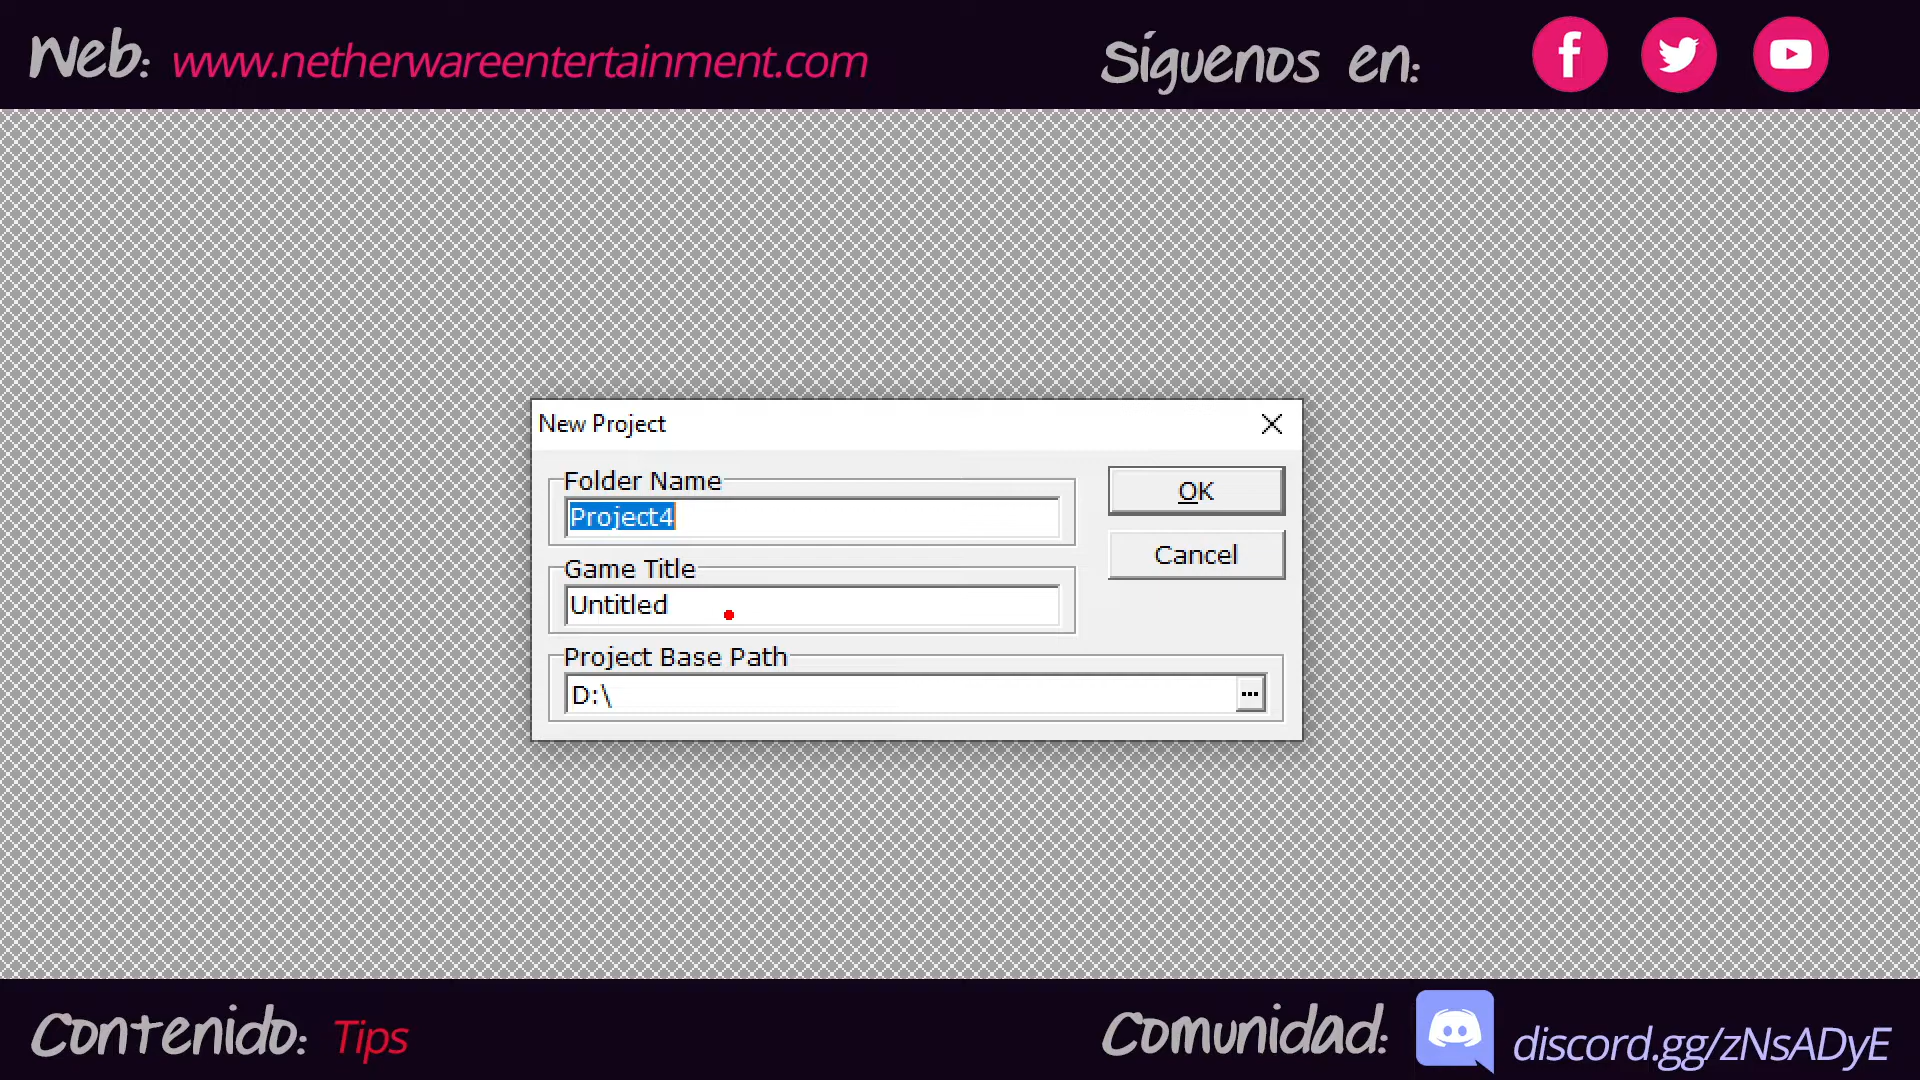 Web: www.netherwareentertainment.com
Síguenos en:
New Project
Folder Name
Project4
OK
Game Title
Untitled
Cancel
Project Base Path
D:\
...
Contenido: Tips
Comunidad: discord.gg/zNsADyE